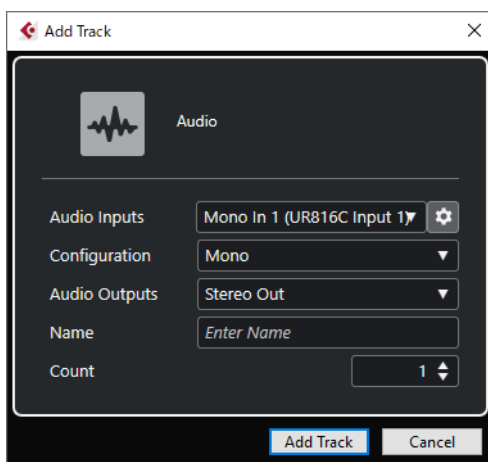 Add Track
Audio
Audio Inputs Mono In 1 (UR816C Input 1)
Configuration Mono
Audio Outputs Stereo Out
Name Enter Name
Count 1
Add Track Cancel